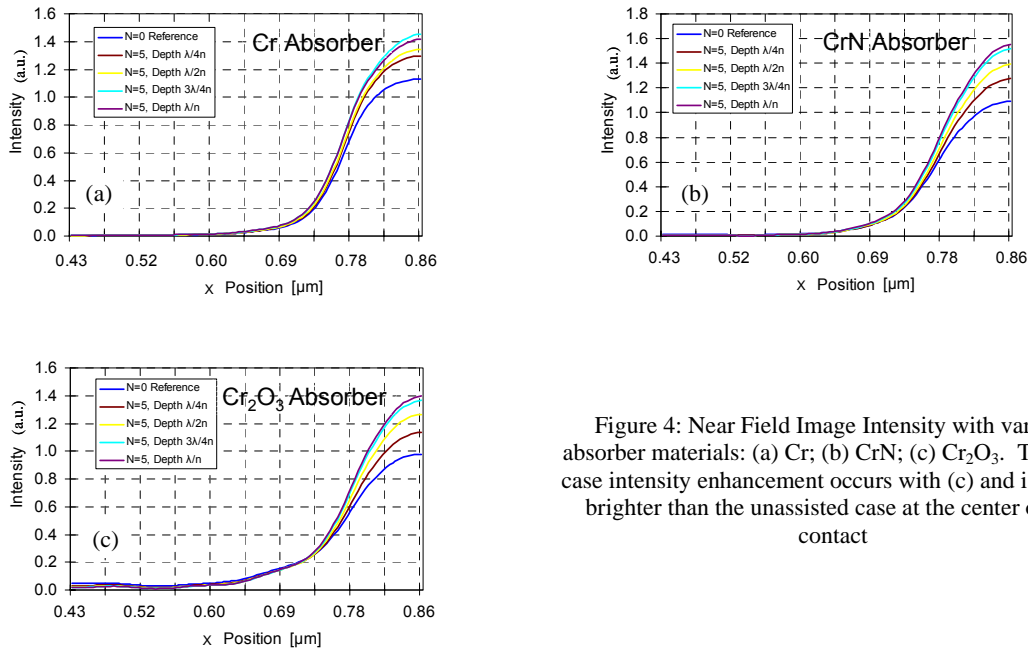 Cr Absorber
N=0 Reference
N=5, Depth λ/4n
N=5, Depth λ/2n
N=5, Depth 3λ/4n
N=5, Depth λ/n
Intensity (a.u.)
1.6
1.4
1.2
1.0
0.8
0.6
0.4
0.2
0.0
(a)
0.43 0.52 0.60 0.69 0.78 0.86
x Position [µm]
CrN Absorber
N=0 Reference
N=5, Depth λ/4n
N=5, Depth λ/2n
N=5, Depth 3λ/4n
N=5, Depth λ/n
Intensity (a.u.)
1.8
1.6
1.4
1.2
1.0
0.8
0.6
0.4
0.2
0.0
(b)
0.43 0.52 0.60 0.69 0.78 0.86
x Position [µm]
Cr₂O₃ Absorber
N=0 Reference
N=5, Depth λ/4n
N=5, Depth λ/2n
N=5, Depth 3λ/4n
N=5, Depth λ/n
Intensity (a.u.)
1.6
1.4
1.2
1.0
0.8
0.6
0.4
0.2
0.0
(c)
0.43 0.52 0.60 0.69 0.78 0.86
x Position [µm]
Figure 4: Near Field Image Intensity with
absorber materials: (a) Cr; (b) CrN; (c) Cr₂O₃.
case intensity enhancement occurs with (c) and
brighter than the unassisted case at the center
contact